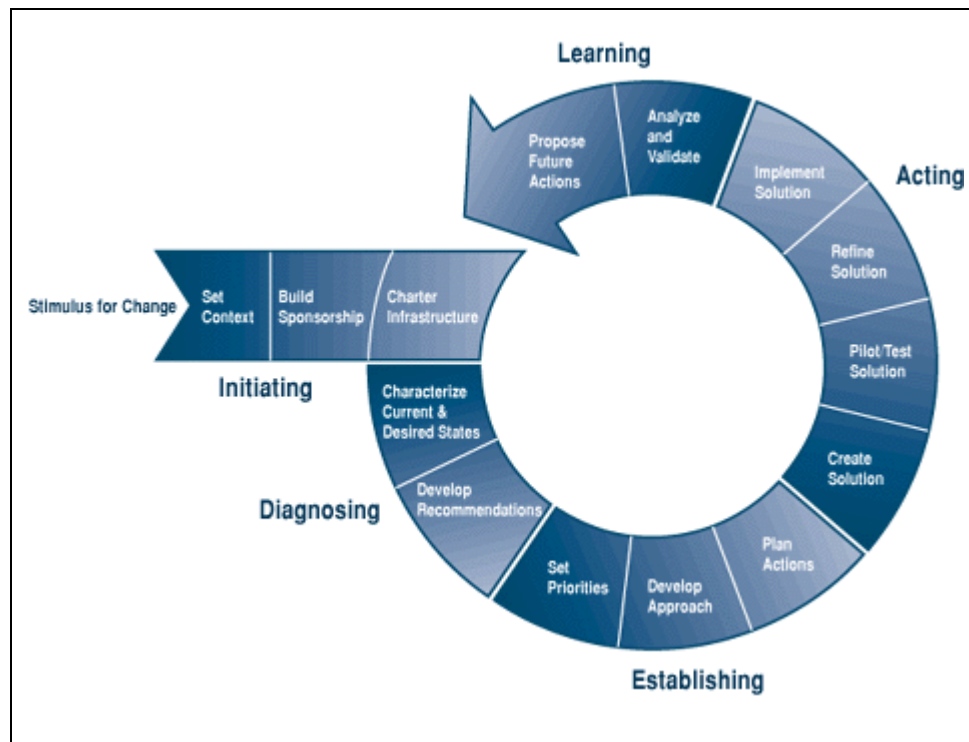 Learning
Propose
Future
Actions
Analyze
and
Validate
Implement
Solution
Acting
Refine
Solution
Pilot/Test
Solution
Create
Solution
Stimulus for Change
Set
Context
Build
Sponsorship
Charter
Infrastructure
Initiating
Characterize
Current &
Desired States
Diagnosing
Develop
Recommendations
Set
Priorities
Develop
Approach
Plan
Actions
Establishing